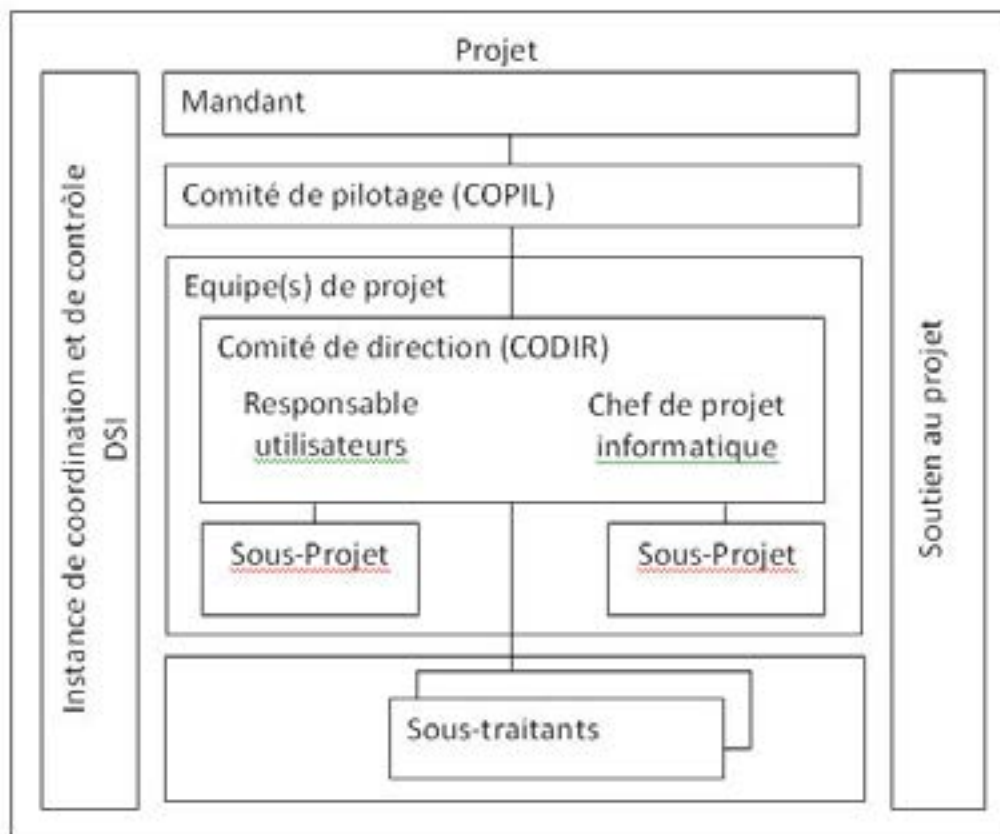 Projet
Instance de coordination et de contrôle
DSI
Mandant
Comité de pilotage (COPIL)
Equipe(s) de projet
Comité de direction (CODIR)
Responsable
utilisateurs
Chef de projet
informatique
Sous-Projet
Sous-Projet
Sous-traitants
Soutien au projet